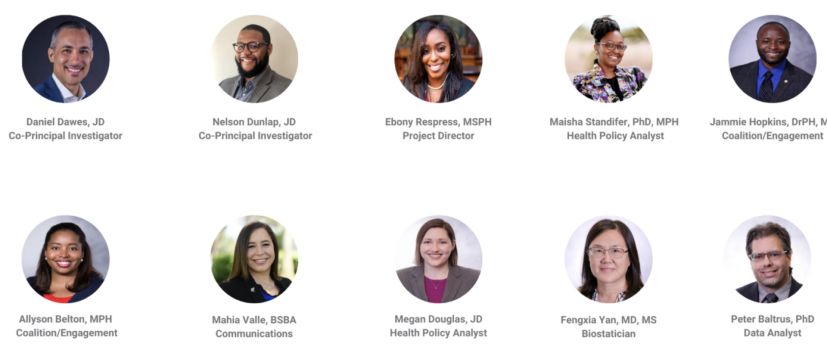 Daniel Dawes, JD
Co-Principal Investigator
Nelson Dunlap, JD
Co-Principal Investigator
Ebony Respress, MSPH
Project Director
Maisha Standifer, PhD, MPH
Health Policy Analyst
Jammie Hopkins, DrPH, M
Coalition/Engagement
Allyson Belton, MPH
Coalition/Engagement
Mahia Valle, BSBA
Communications
Megan Douglas, JD
Health Policy Analyst
Fengxia Yan, MD, MS
Biostatician
Peter Baltrus, PhD
Data Analyst